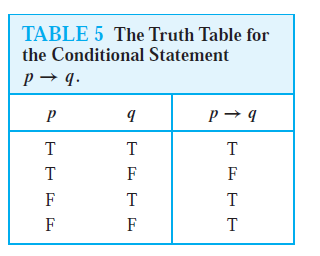 TABLE 5 The Truth Table for
the Conditional Statement
p → q.
p q p → q
T T T
T F F
F T T
F F T